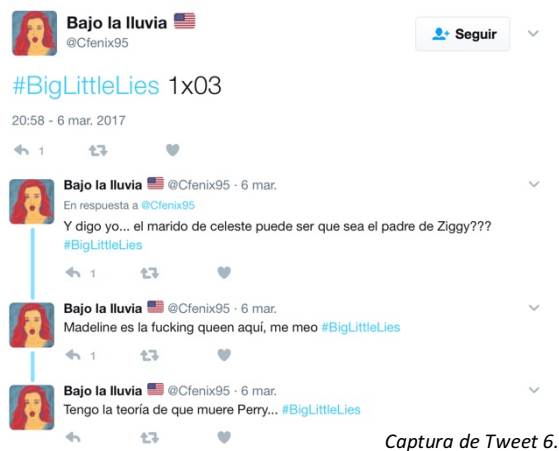 Bajo la lluvia
@Cfenix95
Seguir
#BigLittleLies 1x03
20:58 - 6 mar. 2017
1
Bajo la lluvia @Cfenix95 · 6 mar.
En respuesta a @Cfenix95
Y digo yo... el marido de celeste puede ser que sea el padre de Ziggy???
#BigLittleLies
1
Bajo la lluvia @Cfenix95 · 6 mar.
Madeline es la fucking queen aquí, me meo #BigLittleLies
1
Bajo la lluvia @Cfenix95 · 6 mar.
Tengo la teoría de que muere Perry... #BigLittleLies
Captura de Tweet 6.